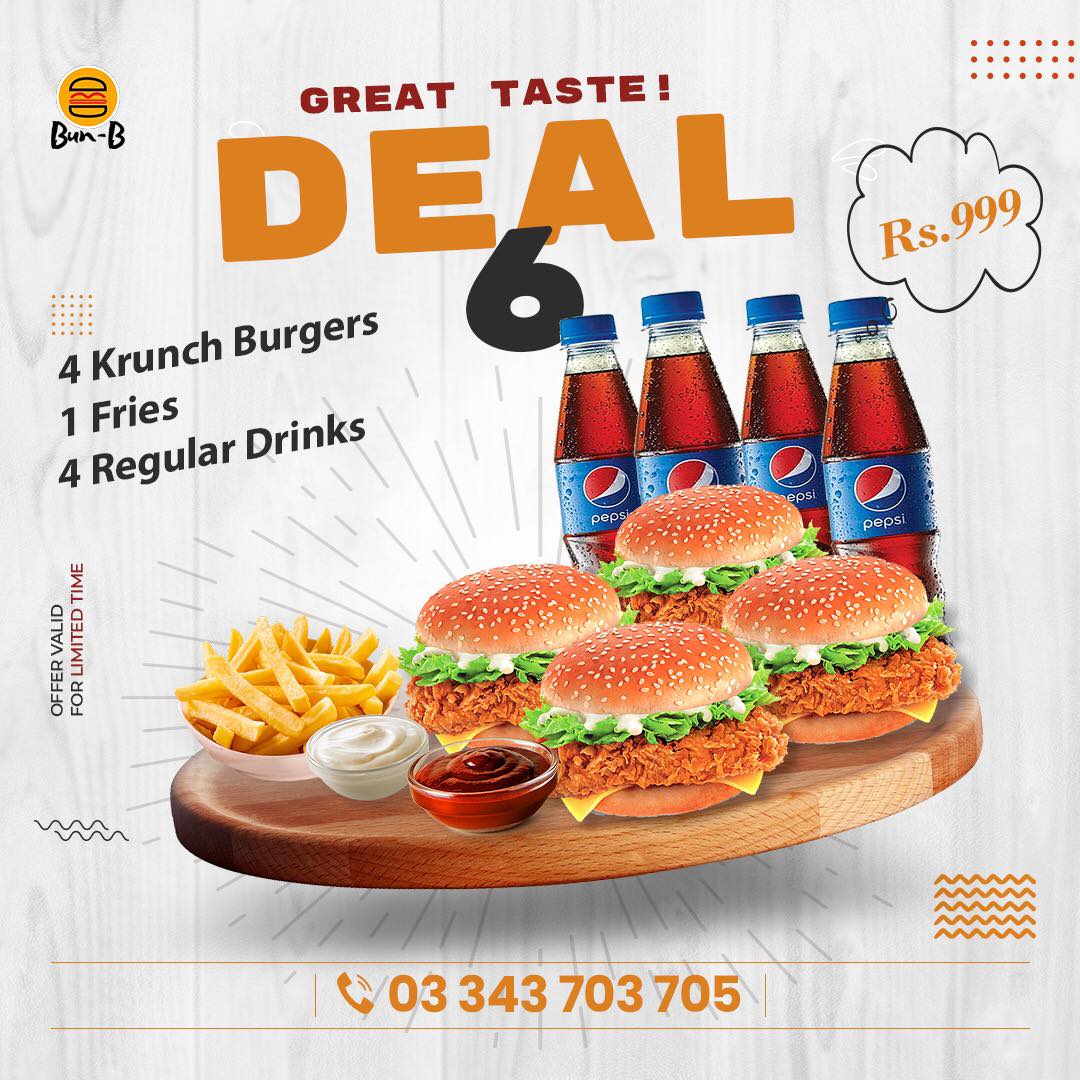 Bun-B
GREAT TASTE!
DEAL
6
Rs.999
4 Krunch Burgers
1 Fries
4 Regular Drinks
pepsi
pepsi
pepsi
OFFER VALID
FOR LIMITED TIME
03 343 703 705